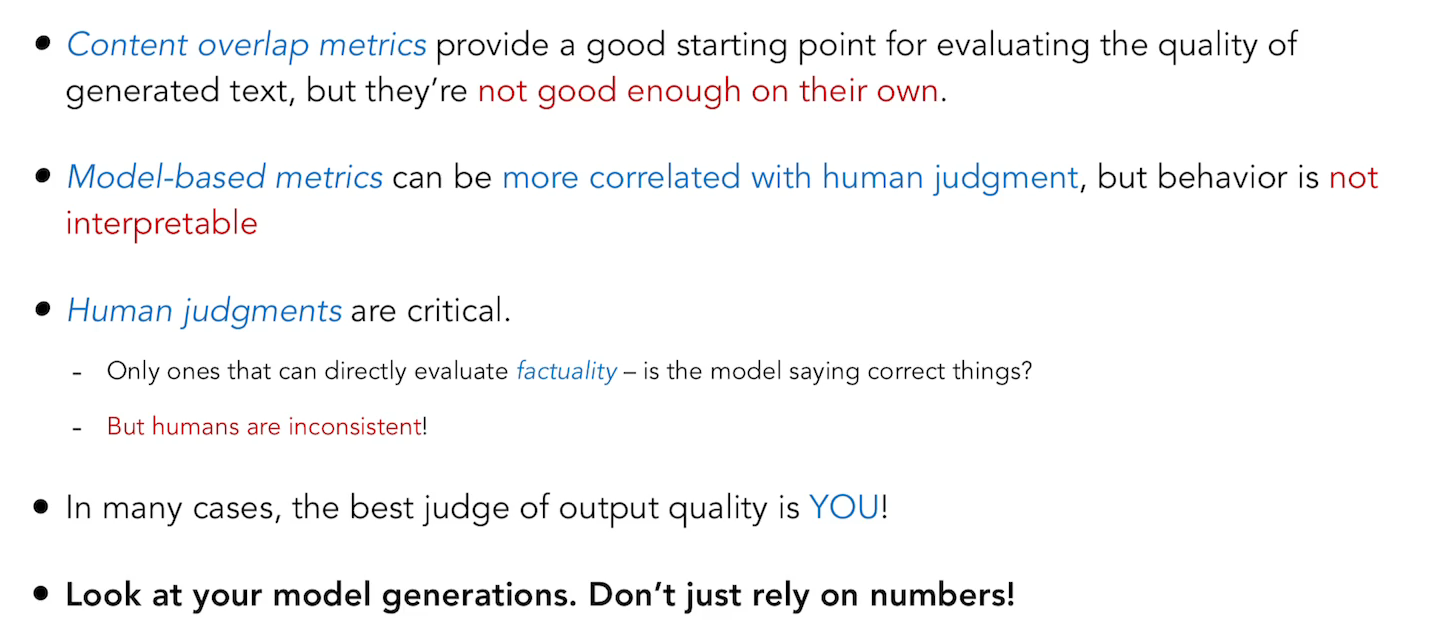 • Content overlap metrics provide a good starting point for evaluating the quality of
generated text, but they’re not good enough on their own.
• Model-based metrics can be more correlated with human judgment, but behavior is not
interpretable
• Human judgments are critical.
- Only ones that can directly evaluate factuality – is the model saying correct things?
- But humans are inconsistent!
• In many cases, the best judge of output quality is YOU!
• Look at your model generations. Don’t just rely on numbers!